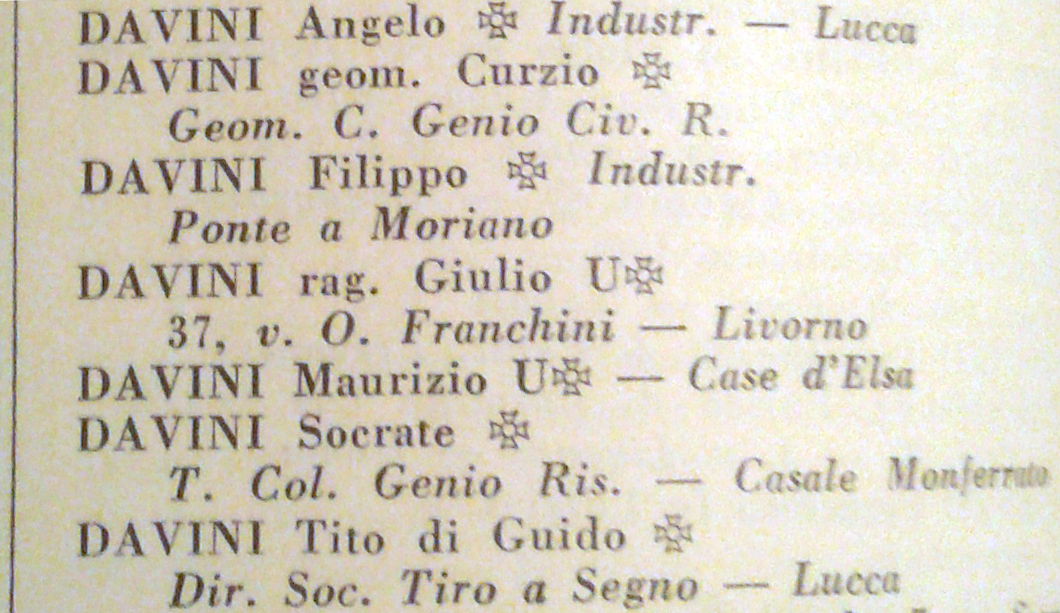 DAVINI Angelo ✠ Industr. — Lucca
DAVINI geom. Curzio ✠
Geom. C. Genio Civ. R.
DAVINI Filippo ✠ Industr.
Ponte a Moriano
DAVINI rag. Giulio U✠
37, v. O. Franchini — Livorno
DAVINI Maurizio U✠ — Case d'Elsa
DAVINI Socrate ✠
T. Col. Genio Ris. — Casale Monferrato
DAVINI Tito di Guido ✠
Dir. Soc. Tiro a Segno — Lucca